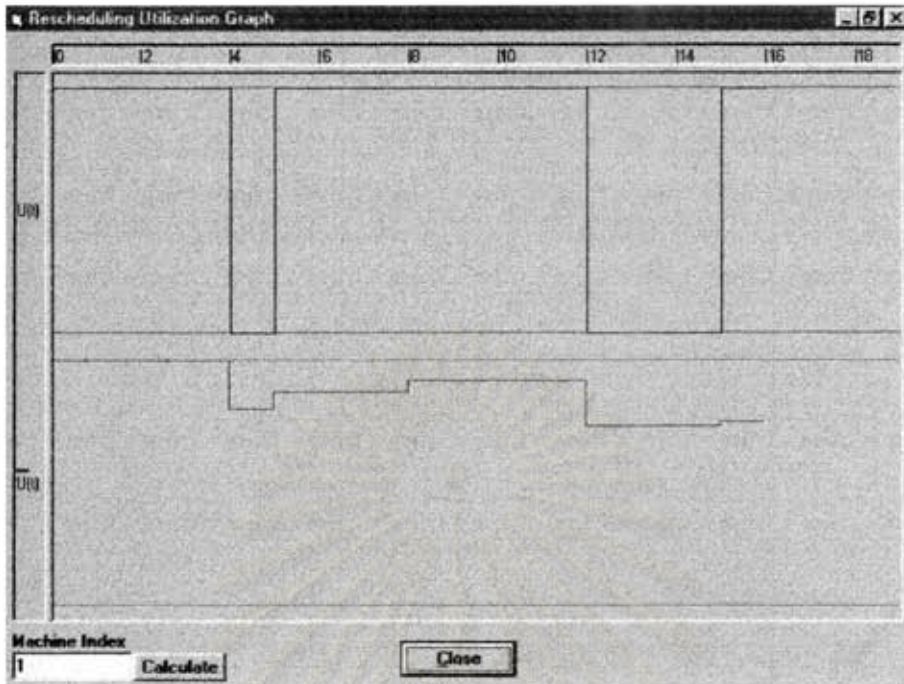 Rescheduling Utilization Graph
|0 |2 |4 |6 |8 |10 |12 |14 |16 |18
U(t)
U(t)
Machine Index
1 Calculate Close